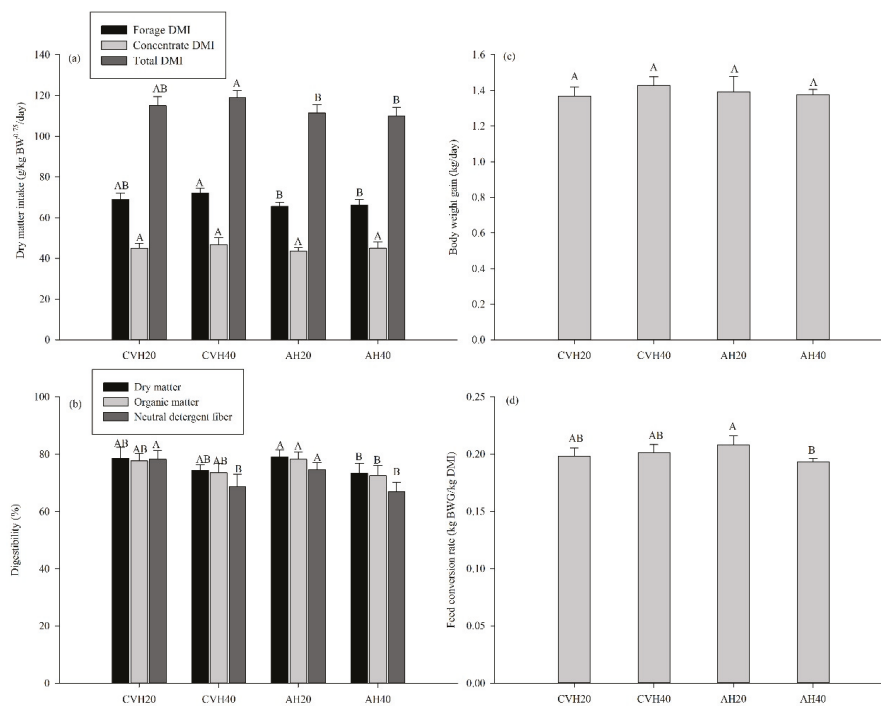 Forage DMI
Concentrate DMI
Total DMI
(a)
Dry matter intake (g/kg BW^0.75/day)
140
120
100
80
60
40
20
0
AB A AB
A A A
B A B
B A B
CVH20 CVH40 AH20 AH40
(c)
Body weight gain (kg/day)
1.6
1.4
1.2
1.0
0.8
0.6
0.4
0.2
0.0
A A A A
CVH20 CVH40 AH20 AH40
Dry matter
Organic matter
Neutral detergent fiber
(b)
Digestibility (%)
100
80
60
40
20
0
AB AB A
AB AB B
A A A
B B B
CVH20 CVH40 AH20 AH40
(d)
Feed conversion rate (kg BWG/kg DMI)
0.25
0.20
0.15
0.10
0.05
0.00
AB AB A B
CVH20 CVH40 AH20 AH40